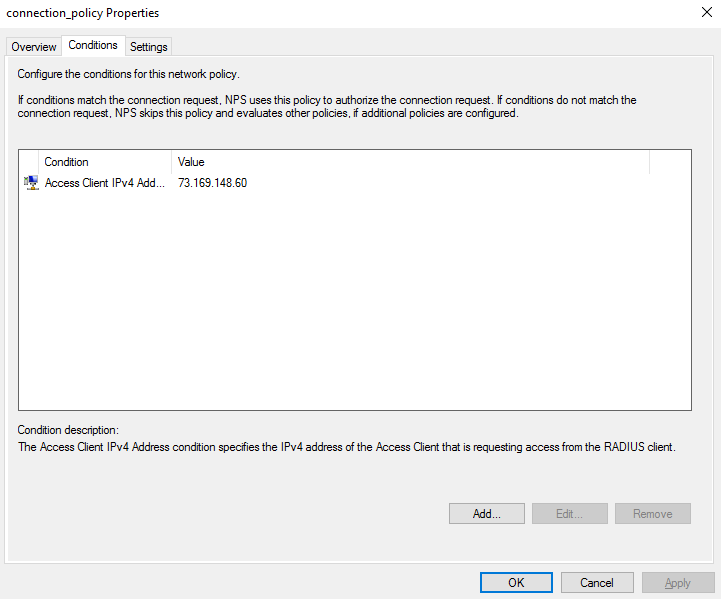 connection_policy Properties
Overview
Conditions
Settings
Configure the conditions for this network policy.
If conditions match the connection request, NPS uses this policy to authorize the connection request. If conditions do not match the
connection request, NPS skips this policy and evaluates other policies, if additional policies are configured.
Condition Value
Access Client IPv4 Add... 73.169.148.60
Condition description:
The Access Client IPv4 Address condition specifies the IPv4 address of the Access Client that is requesting access from the RADIUS client.
Add... Edit... Remove
OK Cancel Apply